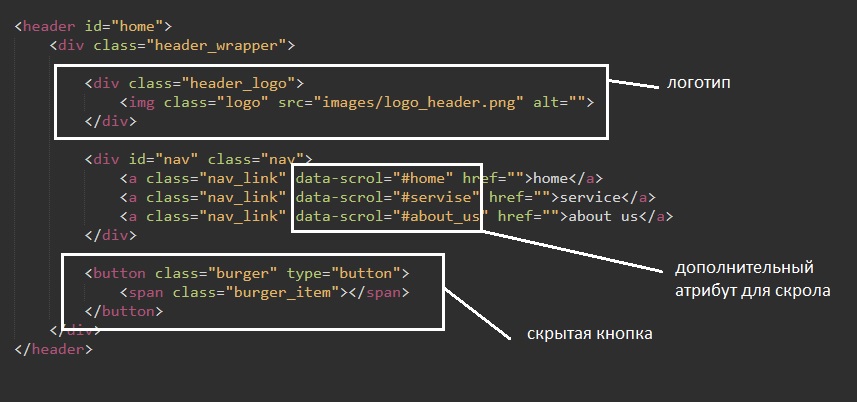 <header id="home">
<div class="header_wrapper">
<div class="header_logo">
<img class="logo" src="images/logo_header.png" alt="">
</div>
логотип
<div id="nav" class="nav">
<a class="nav_link" data-scrol="#home" href="">home</a>
<a class="nav_link" data-scrol="#servise" href="">service</a>
<a class="nav_link" data-scrol="#about_us" href="">about us</a>
</div>
дополнительный
атрибут для скрола
<button class="burger" type="button">
<span class="burger_item"></span>
</button>
скрытая кнопка
</div>
</header>